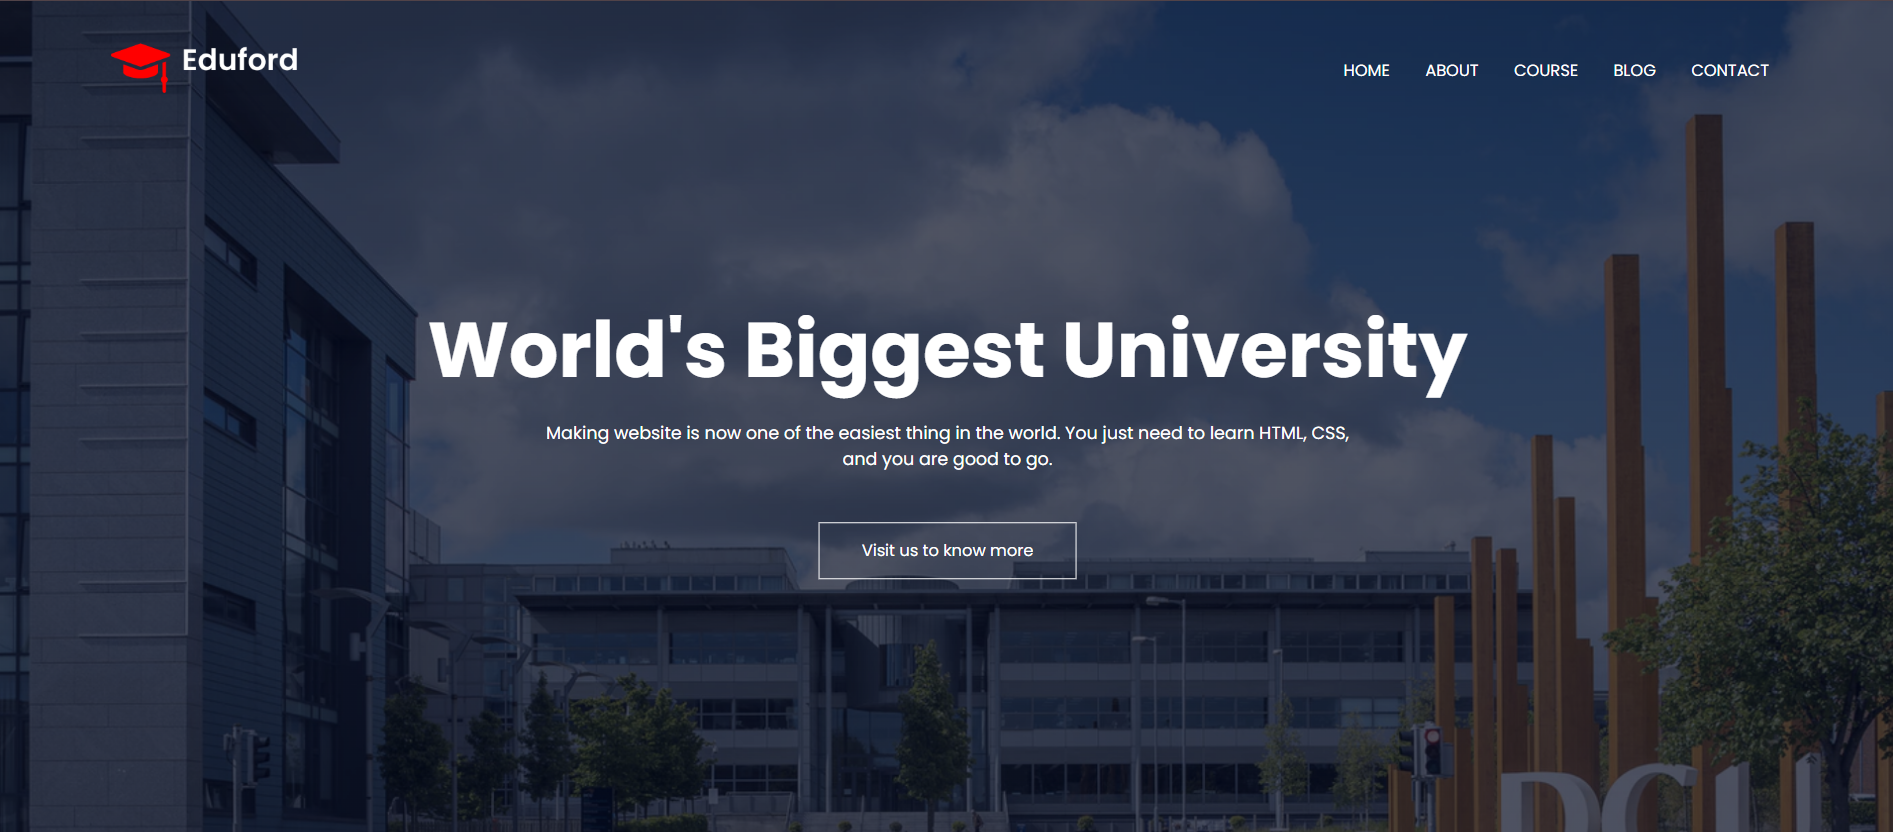 Eduford
HOME ABOUT COURSE BLOG CONTACT
World's Biggest University
Making website is now one of the easiest thing in the world. You just need to learn HTML, CSS,
and you are good to go.
Visit us to know more
DCU